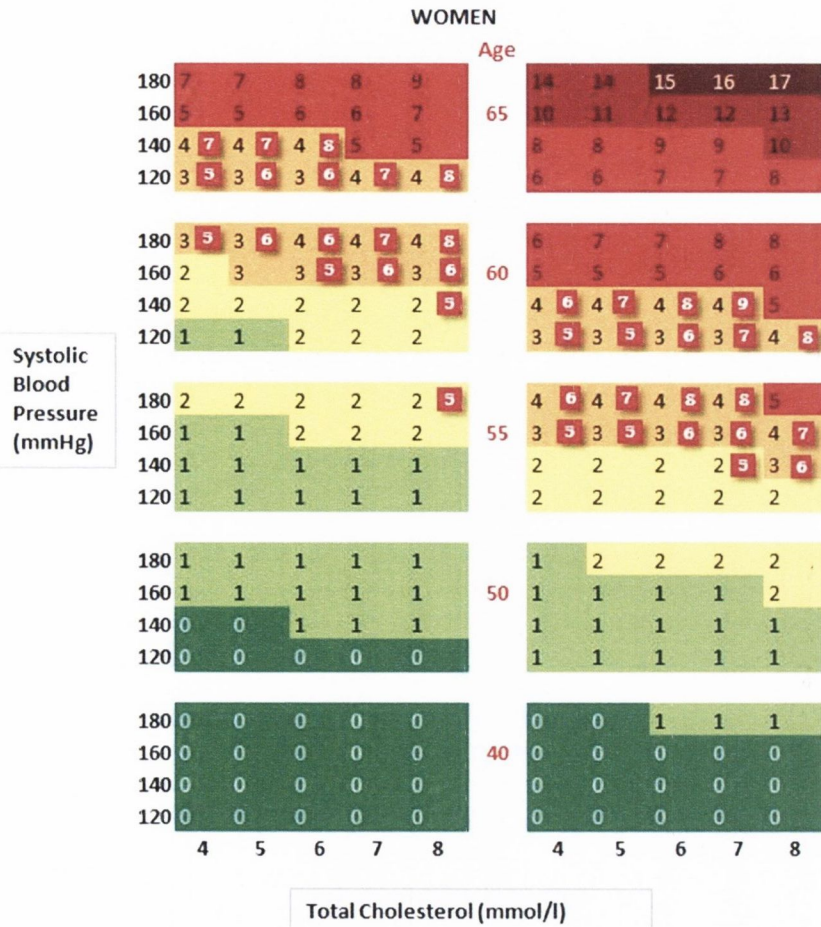 WOMEN
Age
180 7 7 8 8 9 14 14 15 16 17
160 5 5 6 6 7 65 10 11 12 12 13
140 4 7 4 7 4 8 5 5 8 8 9 9 10
120 3 5 3 6 3 6 4 7 4 8 6 6 7 7 8
180 3 5 3 6 4 6 4 7 4 8 6 7 7 8 8
160 2 3 3 5 3 6 3 6 60 5 5 5 6 6
140 2 2 2 2 2 5 4 6 4 7 4 8 4 9 5
120 1 1 2 2 2 3 5 3 5 3 6 3 7 4 8
Systolic
Blood
Pressure
(mmHg)
180 2 2 2 2 2 5 4 6 4 7 4 8 4 8 5
160 1 1 2 2 2 55 3 5 3 5 3 6 3 6 4 7
140 1 1 1 1 1 2 2 2 2 5 3 6
120 1 1 1 1 1 2 2 2 2 2
180 1 1 1 1 1 1 2 2 2 2
160 1 1 1 1 1 50 1 1 1 1 2
140 0 0 1 1 1 1 1 1 1 1
120 0 0 0 0 0 1 1 1 1 1
180 0 0 0 0 0 0 0 1 1 1
160 0 0 0 0 0 40 0 0 0 0 0
140 0 0 0 0 0 0 0 0 0 0
120 0 0 0 0 0 0 0 0 0 0
4 5 6 7 8 4 5 6 7 8
Total Cholesterol (mmol/l)